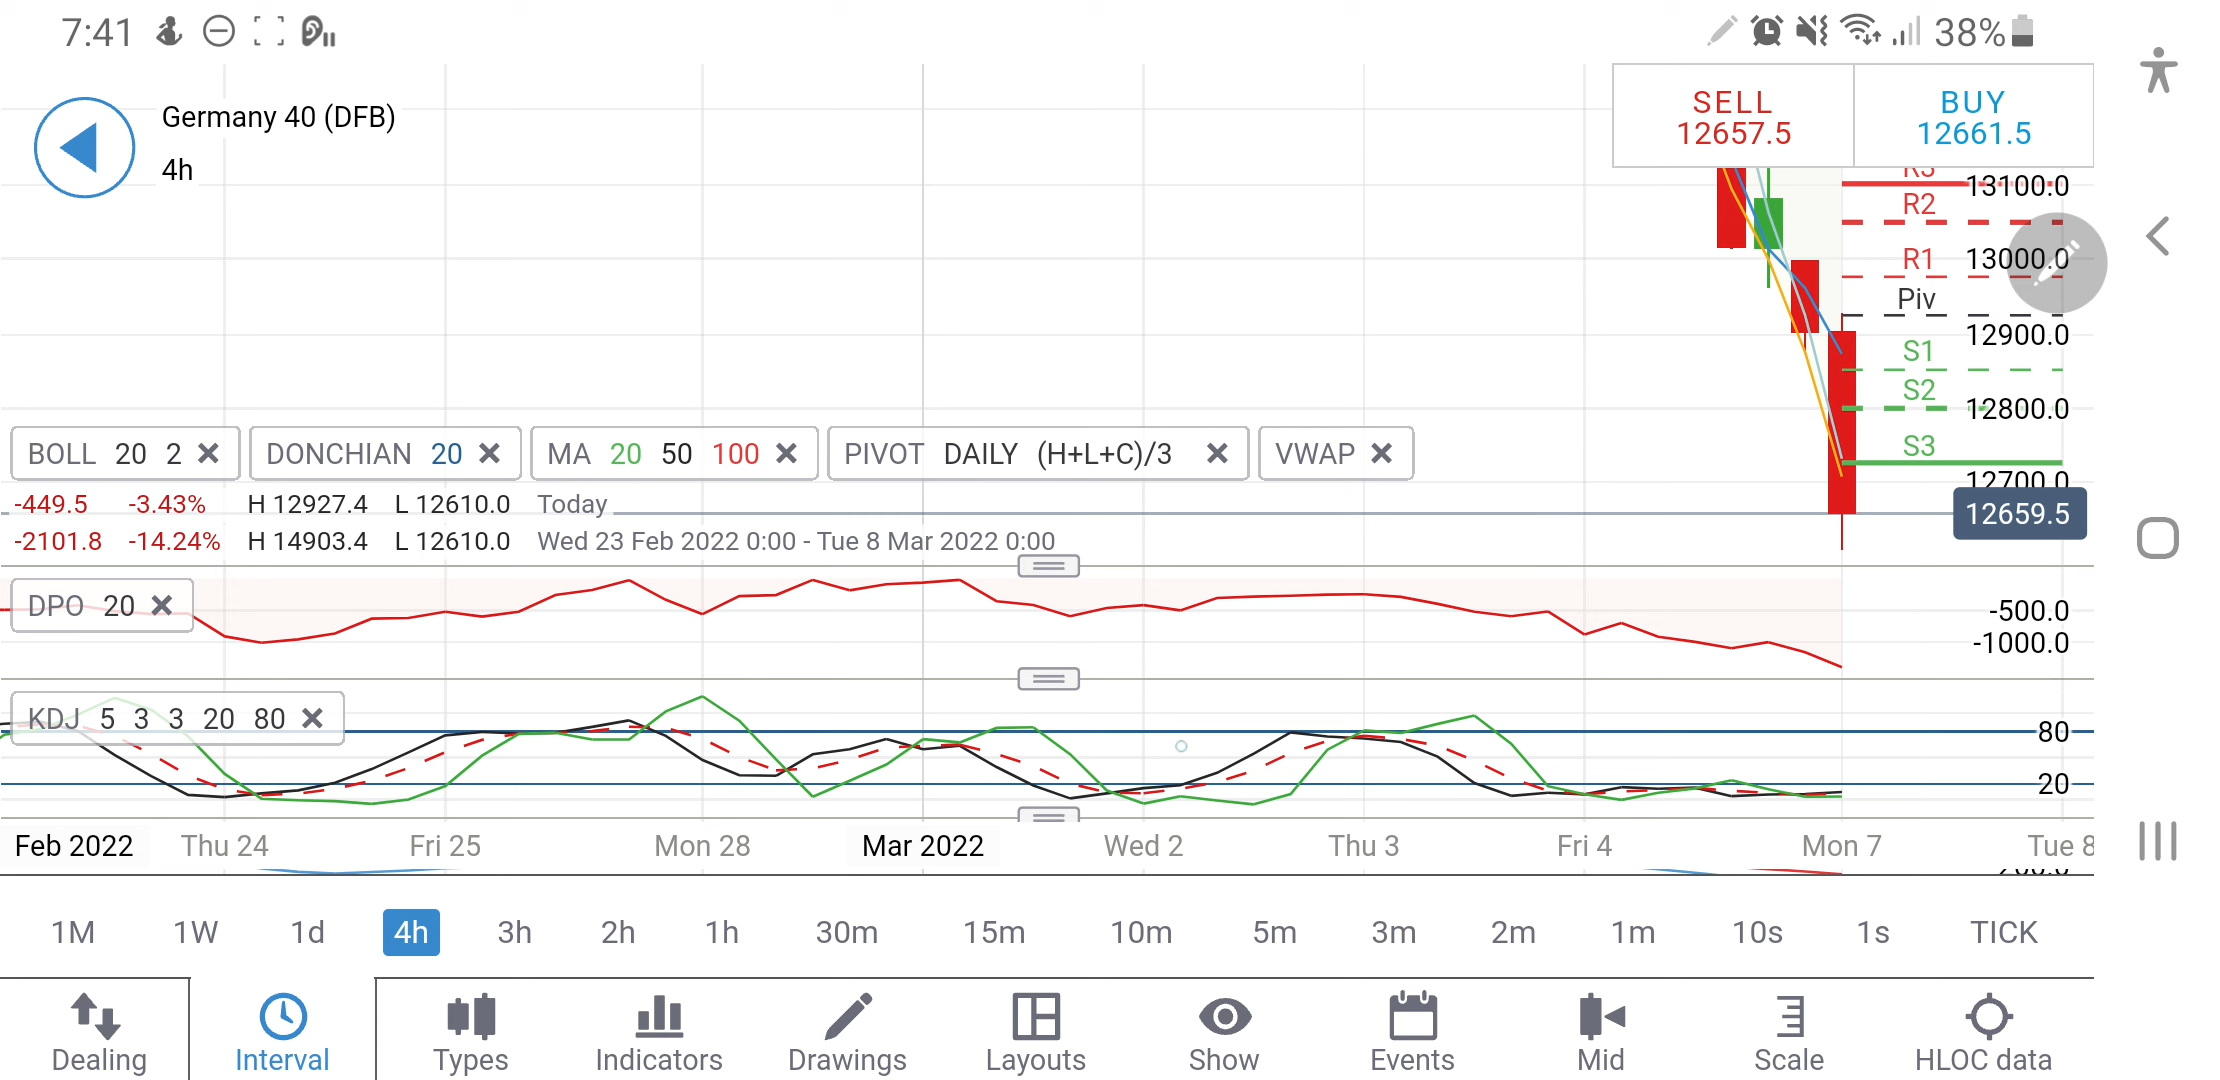 7:41
38%
Germany 40 (DFB)
4h
SELL
12657.5
BUY
12661.5
R3
13100.0
R2
R1
13000.0
Piv
12900.0
S1
S2
12800.0
S3
12700.0
12659.5
BOLL 20 2
DONCHIAN 20
MA 20 50 100
PIVOT DAILY (H+L+C)/3
VWAP
-449.5 -3.43% H 12927.4 L 12610.0 Today
-2101.8 -14.24% H 14903.4 L 12610.0 Wed 23 Feb 2022 0:00 - Tue 8 Mar 2022 0:00
DPO 20
-500.0
-1000.0
KDJ 5 3 3 20 80
80
20
Feb 2022 Thu 24 Fri 25 Mon 28 Mar 2022 Wed 2 Thu 3 Fri 4 Mon 7 Tue 8
1M 1W 1d 4h 3h 2h 1h 30m 15m 10m 5m 3m 2m 1m 10s 1s TICK
Dealing Interval Types Indicators Drawings Layouts Show Events Mid Scale HLOC data